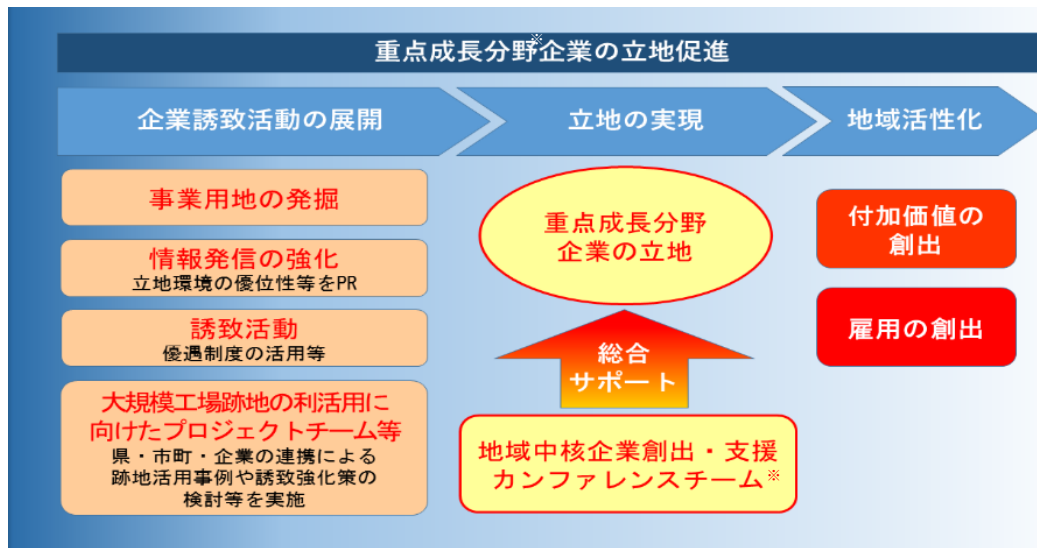 重点成長分野※企業の立地促進
企業誘致活動の展開
立地の実現
地域活性化
事業用地の発掘
情報発信の強化
立地環境の優位性等をPR
誘致活動
優遇制度の活用等
大規模工場跡地の利活用に
向けたプロジェクトチーム等
県・市町・企業の連携による
跡地活用事例や誘致強化策の
検討等を実施
重点成長分野
企業の立地
総合
サポート
地域中核企業創出・支援
カンファレンスチーム※
付加価値の
創出
雇用の創出